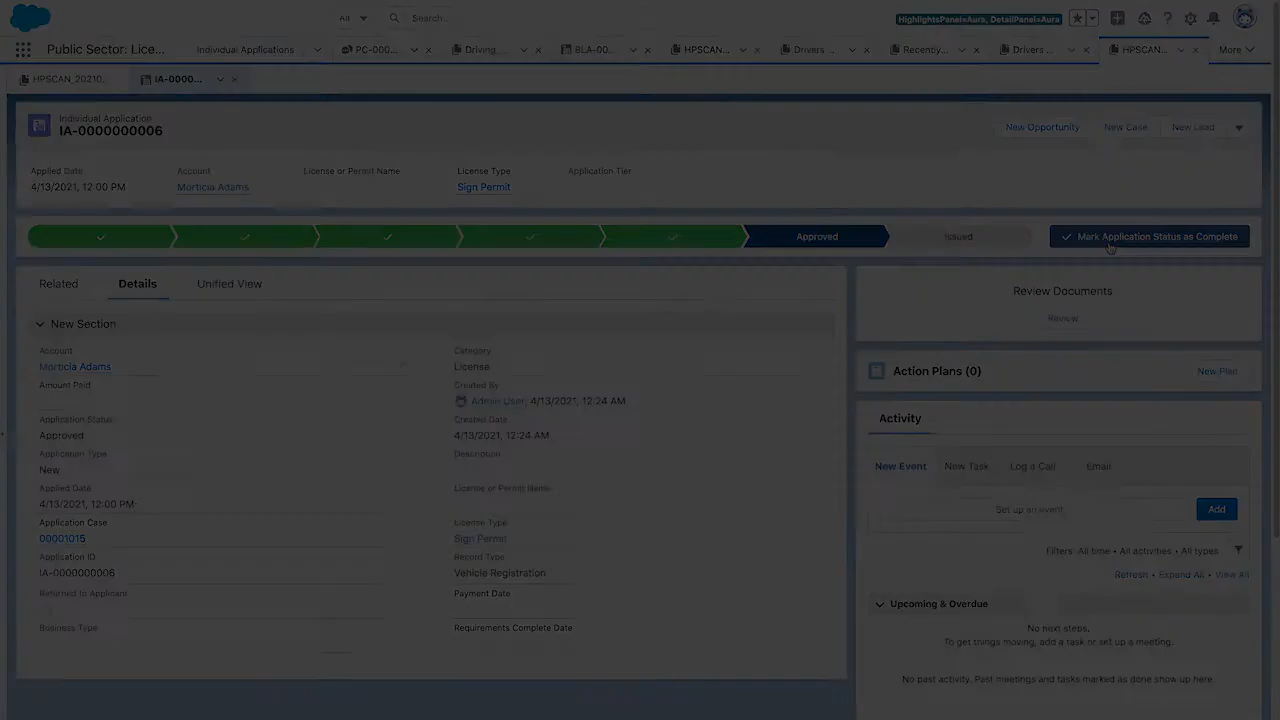 All
Search...
HighlightsPanel=Aura, DetailPanel=Aura
Public Sector: Lice...
Individual Applications
PC-000...
Driving...
BLA-00...
HPSCAN...
Drivers ...
Recently...
Drivers ...
HPSCAN...
More
HPSCAN_20210...
IA-0000...
Individual Application
IA-0000000006
New Opportunity
New Case
New Lead
Applied Date
Account
License or Permit Name
License Type
Application Tier
4/13/2021, 12:00 PM
Morticia Adams
Sign Permit
Approved
Issued
Mark Application Status as Complete
Related
Details
Unified View
Review Documents
Review
New Section
Account
Morticia Adams
Category
License
Amount Paid
Created By
Admin User, 4/13/2021, 12:24 AM
Application Status
Approved
Created Date
4/13/2021, 12:24 AM
Application Type
New
Description
Applied Date
4/13/2021, 12:00 PM
License or Permit Name
Application Case
00001015
License Type
Sign Permit
Application ID
IA-0000000006
Record Type
Vehicle Registration
Returned to Applicant
Payment Date
Business Type
Requirements Complete Date
Action Plans (0)
New Plan
Activity
New Event
New Task
Log a Call
Email
Set up an event
Add
Filters: All time • All activities • All types
Refresh • Expand All • View All
Upcoming & Overdue
No next steps.
To get things moving, add a task or set up a meeting.
No past activity. Past meetings and tasks marked as done show up here.